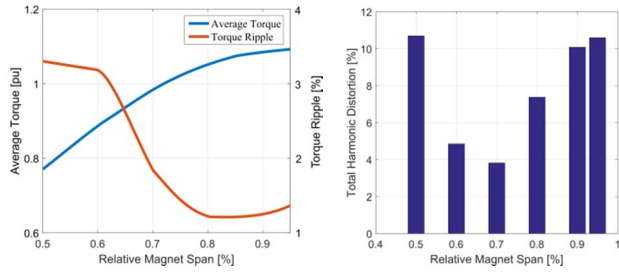 1.2
1
0.8
0.6
Average Torque [pu]
Average Torque
Torque Ripple
4
3
2
1
Torque Ripple [%]
0.5 0.6 0.7 0.8 0.9
Relative Magnet Span [%]
12
10
8
6
4
2
0
Total Harmonic Distortion [%]
0.4 0.5 0.6 0.7 0.8 0.9 1
Relative Magnet Span [%]